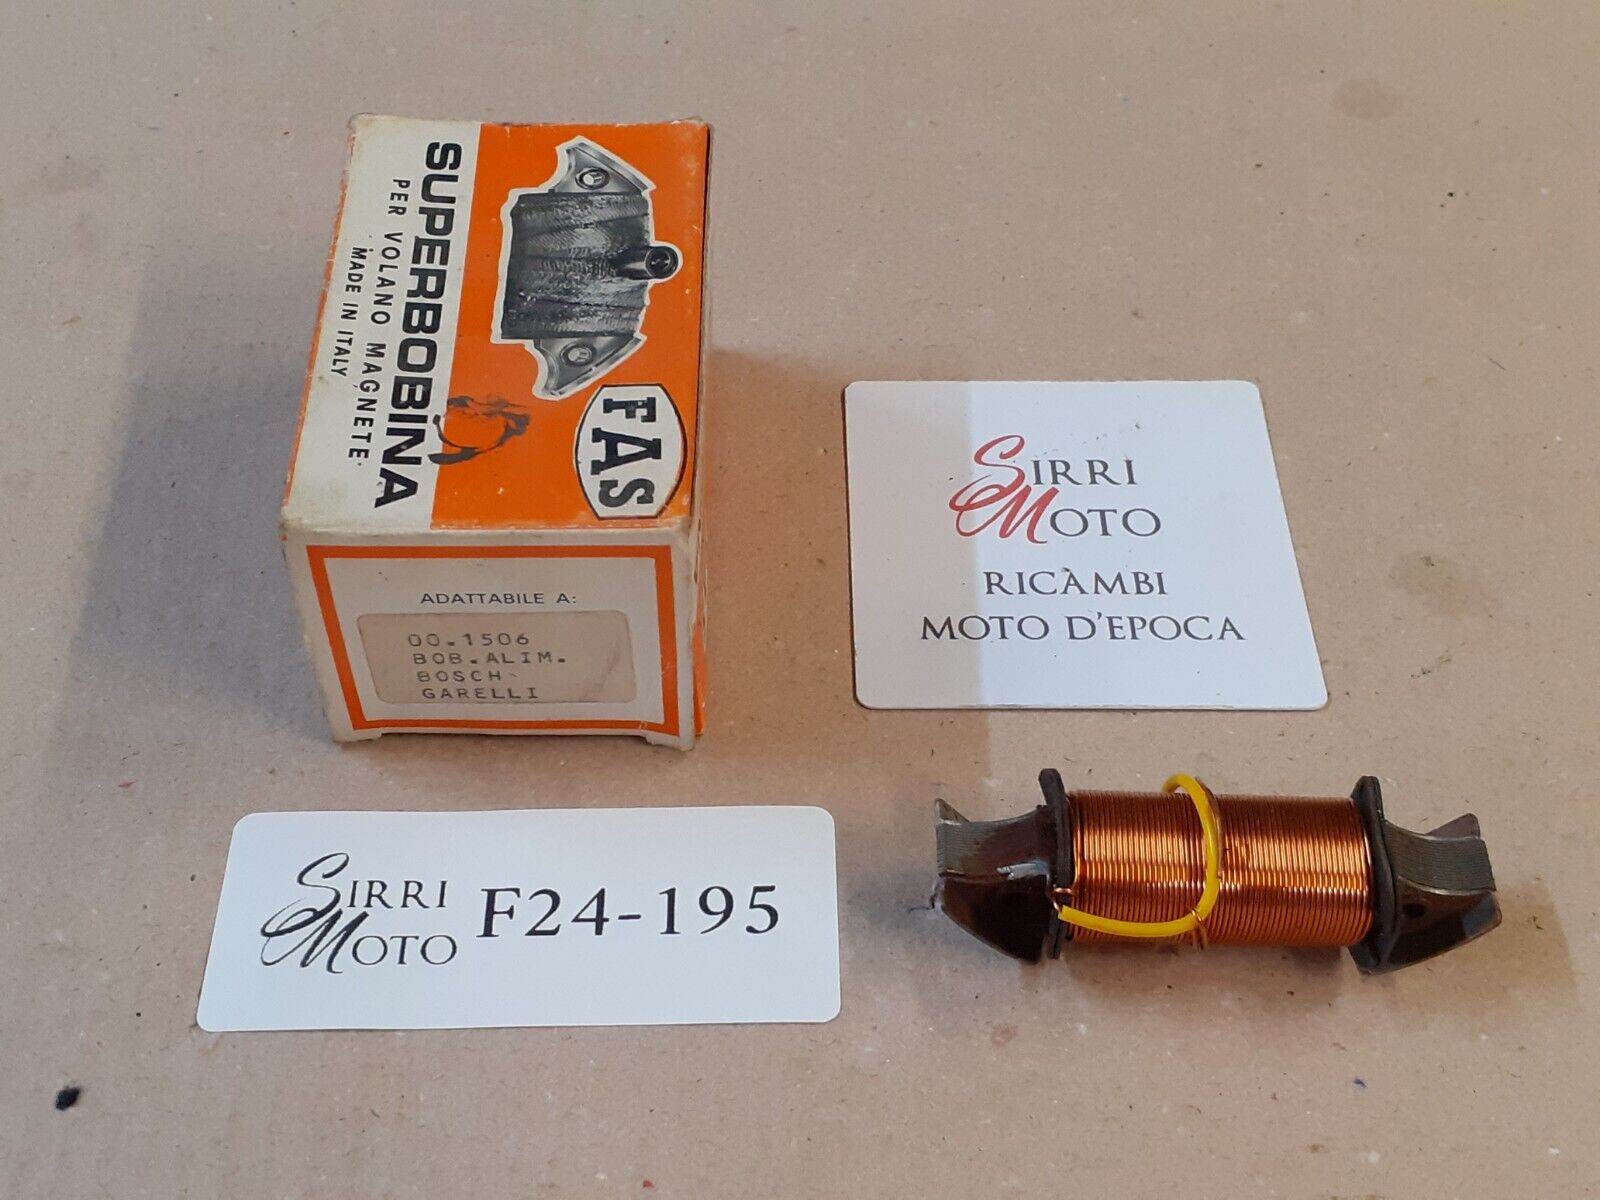 SUPERBOBINA
PER VOLANO MAGNETE
MADE IN ITALY
FAS
ADATTABILE A:
00.1506
BOB.ALIM.
BOSCH
GARELLI
SIRRI
MOTO
RICÀMBI
MOTO D'EPOCA
SIRRI
MOTO
F24-195